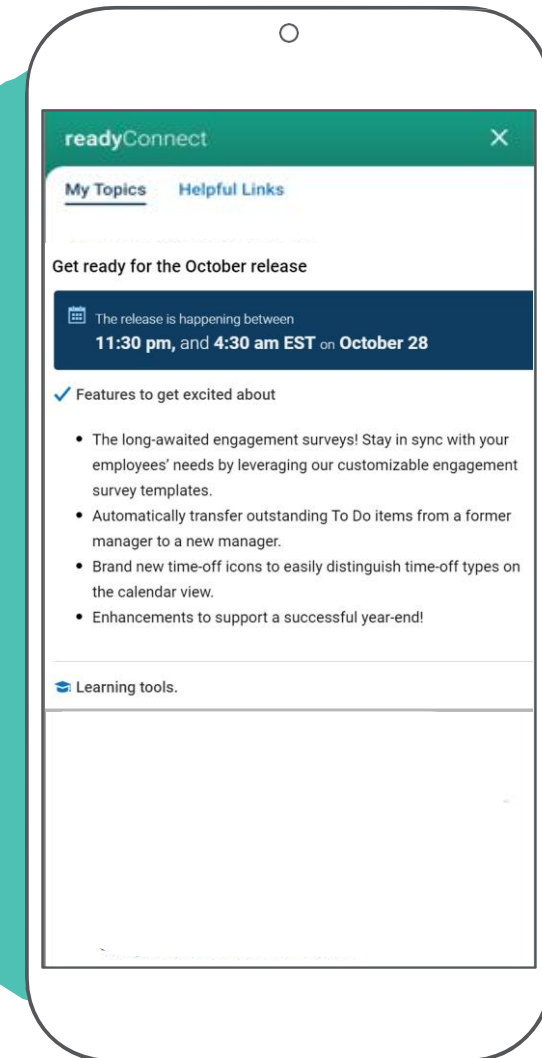 readyConnect
My Topics Helpful Links
Get ready for the October release
The release is happening between
11:30 pm, and 4:30 am EST on October 28
Features to get excited about
• The long-awaited engagement surveys! Stay in sync with your
employees' needs by leveraging our customizable engagement
survey templates.
• Automatically transfer outstanding To Do items from a former
manager to a new manager.
• Brand new time-off icons to easily distinguish time-off types on
the calendar view.
• Enhancements to support a successful year-end!
Learning tools.